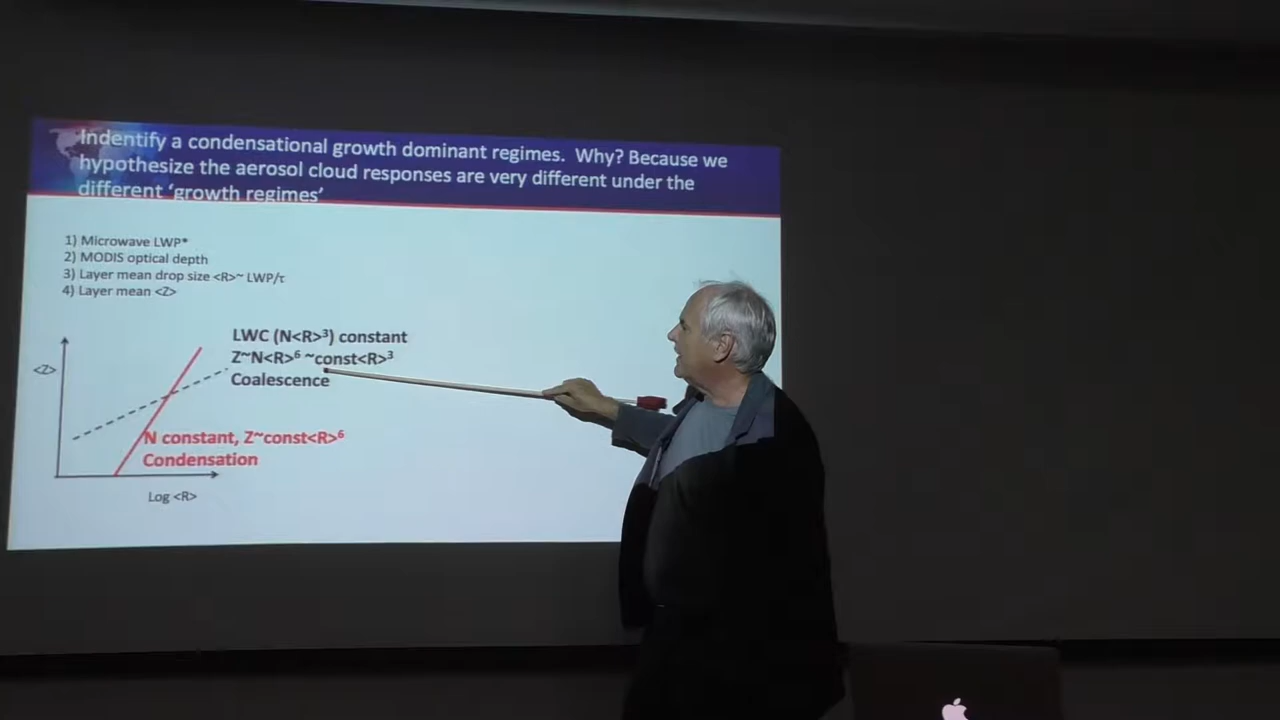 Indentify a condensational growth dominant regimes. Why? Because we
hypothesize the aerosol cloud responses are very different under the
different ‘growth regimes’
1) Microwave LWP*
2) MODIS optical depth
3) Layer mean drop size <R>~ LWP/τ
4) Layer mean <Z>
LWC (N<R>³) constant
Z~N<R>⁶ ~const<R>³
Coalescence
<Z>
N constant, Z~const<R>⁶
Condensation
Log <R>